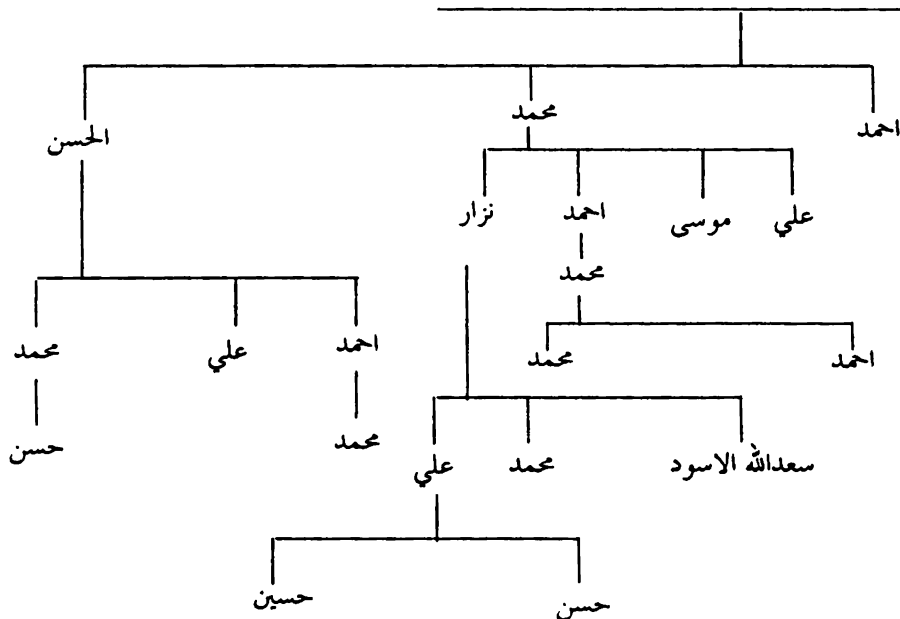 احمد محمد الحسن
علي موسى احمد نزار
محمد
احمد علي محمد
احمد محمد
محمد حسن
سعدالله الاسود محمد علي
حسن حسين